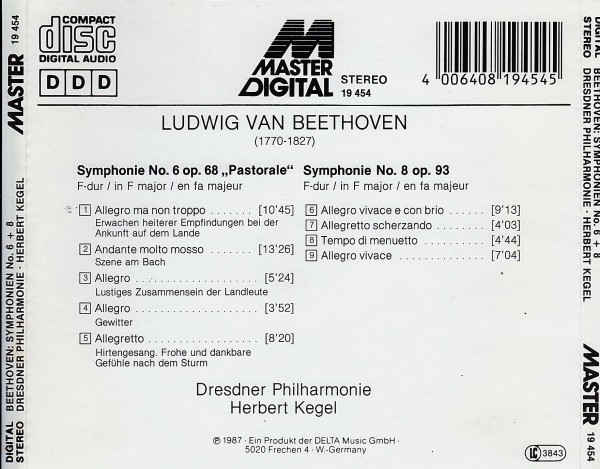 MASTER 19 454
DIGITAL BEETHOVEN: SYMPHONIEN No. 6 + 8
STEREO DRESDNER PHILHARMONIE · HERBERT KEGEL
COMPACT
disc
DIGITAL AUDIO
D D D
M
MASTER
DIGITAL
STEREO
19 454
4 006408 194545
LUDWIG VAN BEETHOVEN
(1770-1827)
Symphonie No. 6 op. 68 „Pastorale“
F-dur / in F major / en fa majeur
1 Allegro ma non troppo ....... [10'45]
Erwachen heiterer Empfindungen bei der
Ankunft auf dem Lande
2 Andante molto mosso ........ [13'26]
Szene am Bach
3 Allegro .................... [5'24]
Lustiges Zusammensein der Landleute
4 Allegro .................... [3'52]
Gewitter
5 Allegretto ................. [8'20]
Hirtengesang. Frohe und dankbare
Gefühle nach dem Sturm
Symphonie No. 8 op. 93
F-dur / in F major / en fa majeur
6 Allegro vivace e con brio ...... [9'13]
7 Allegretto scherzando ........ [4'03]
8 Tempo di menuetto .......... [4'44]
9 Allegro vivace .............. [7'04]
Dresdner Philharmonie
Herbert Kegel
℗ 1987 · Ein Produkt der DELTA Music GmbH ·
5020 Frechen 4 · W.-Germany
LC 3843
DIGITAL BEETHOVEN: SYMPHONIEN No. 6 + 8
STEREO DRESDNER PHILHARMONIE · HERBERT KEGEL
MASTER 19 454